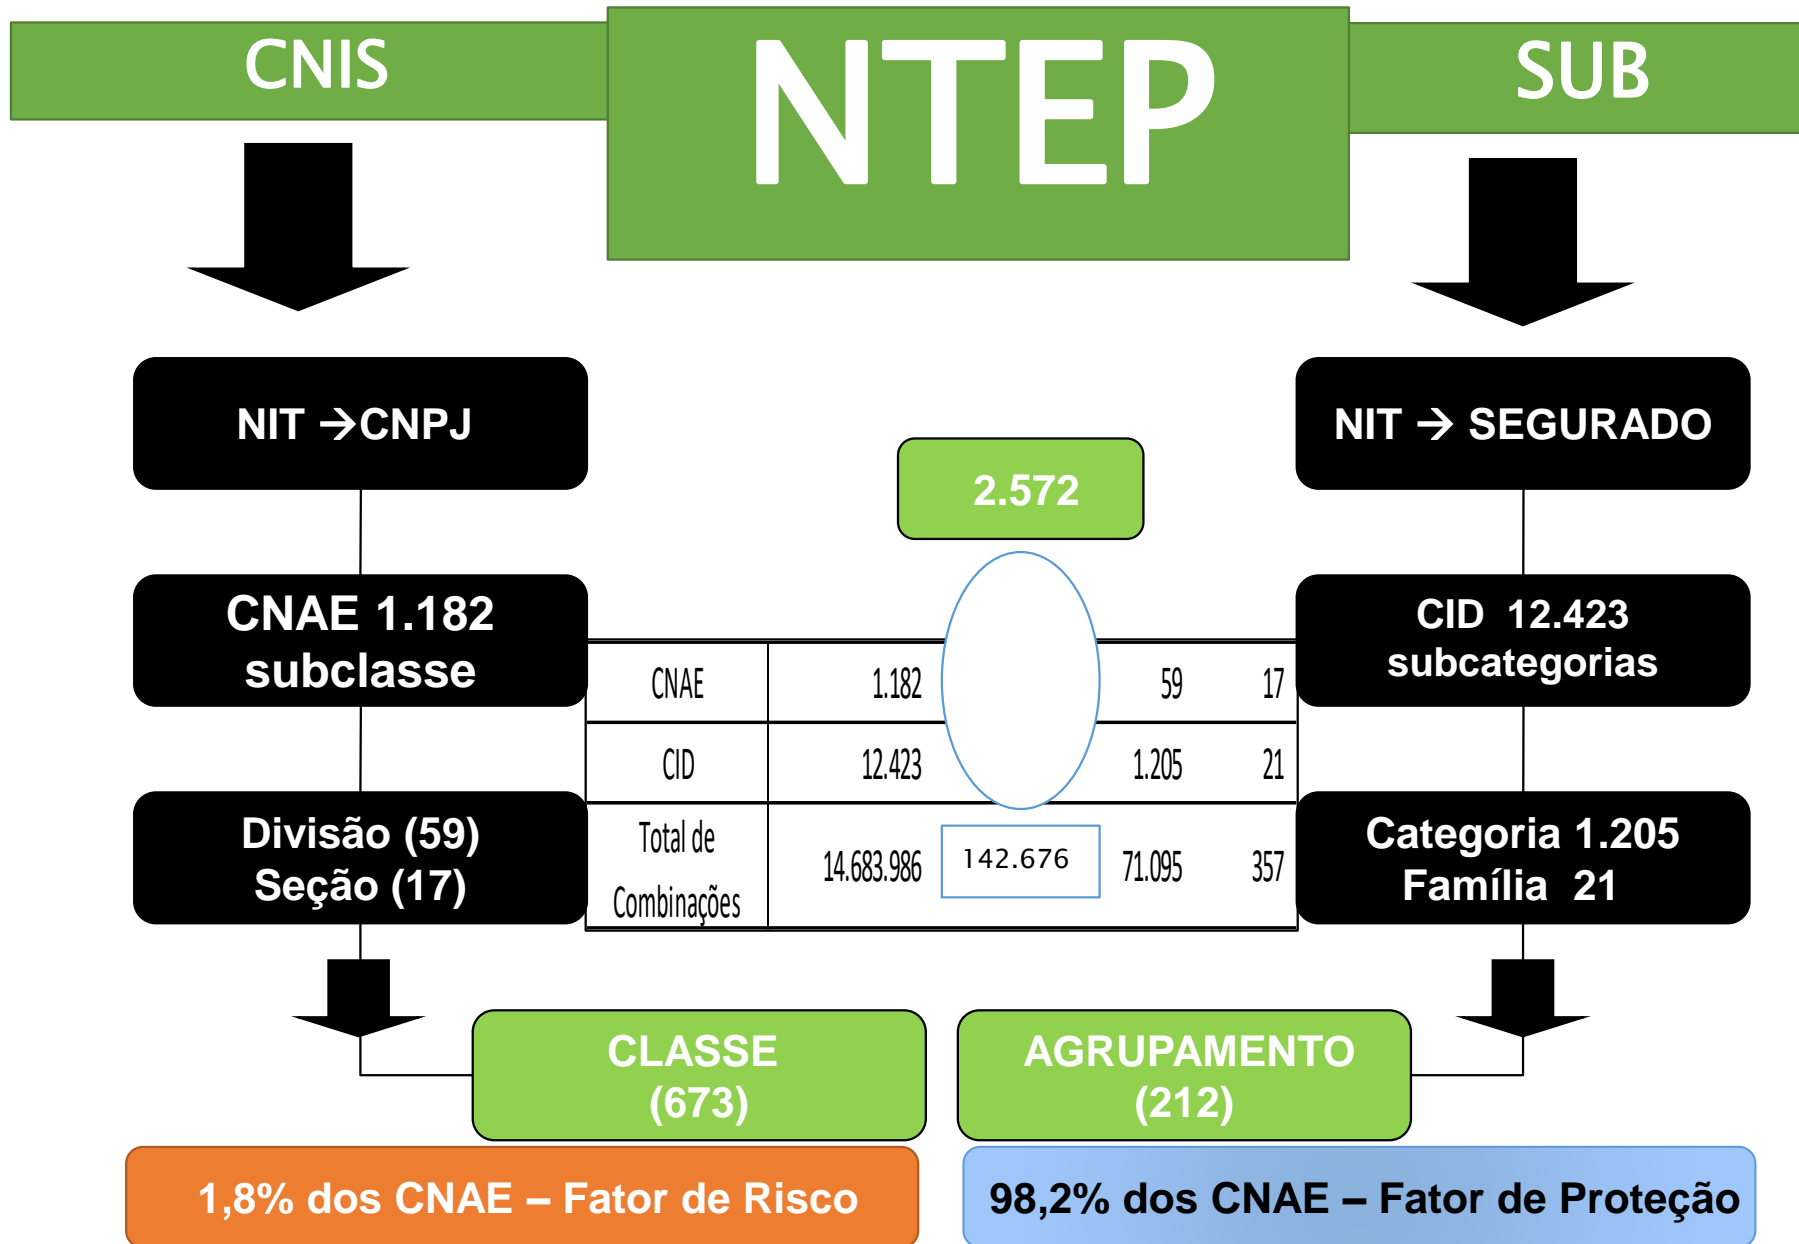 CNIS
NTEP
SUB
NIT →CNPJ
NIT → SEGURADO
2.572
CNAE 1.182
subclasse
CID 12.423
subcategorias
CNAE 1.182 59 17
CID 12.423 1.205 21
Total de
Combinações
14.683.986 142.676 71.095 357
Divisão (59)
Seção (17)
Categoria 1.205
Família 21
CLASSE
(673)
AGRUPAMENTO
(212)
1,8% dos CNAE – Fator de Risco
98,2% dos CNAE – Fator de Proteção